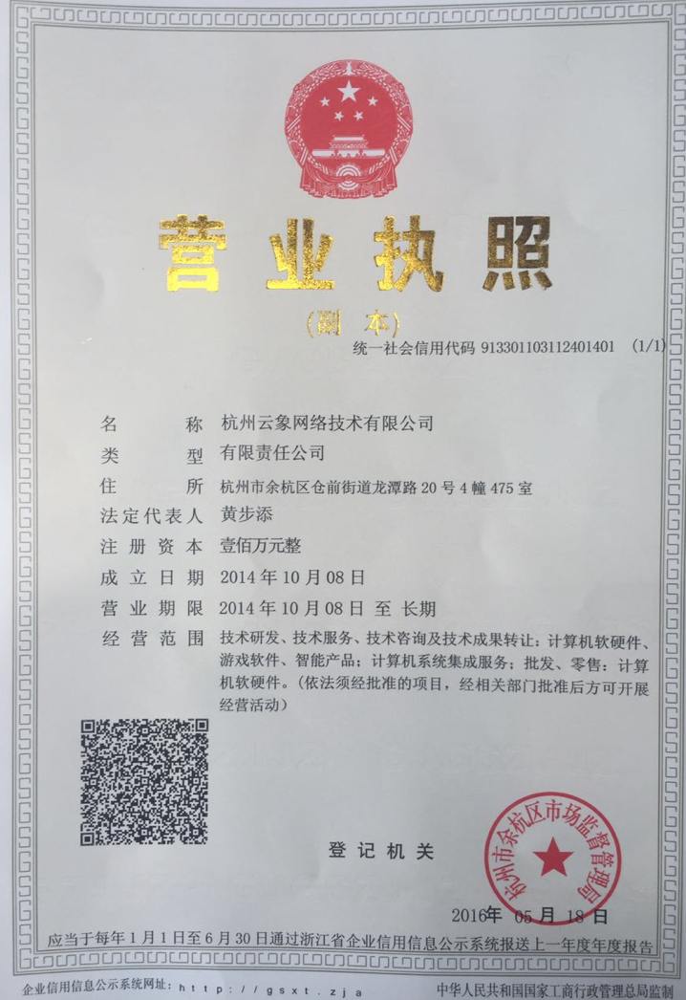 营业执照
(副本)
统一社会信用代码 913301103112401401 (1/1)
名称 杭州云象网络技术有限公司
类型 有限责任公司
住所 杭州市余杭区仓前街道龙潭路20号4幢475室
法定代表人 黄步添
注册资本 壹佰万元整
成立日期 2014年10月08日
营业期限 2014年10月08日 至 长期
经营范围 技术研发、技术服务、技术咨询及技术成果转让：计算机软硬件、
游戏软件、智能产品；计算机系统集成服务；批发、零售：计算
机软硬件。(依法须经批准的项目，经相关部门批准后方可开展
经营活动)
登记机关
杭州市余杭区市场监督管理局
2016年 05月 18日
应当于每年1月1日至6月30日通过浙江省企业信用信息公示系统报送上一年度年度报告
企业信用信息公示系统网址：http://gsxt.zja
中华人民共和国国家工商行政管理总局监制